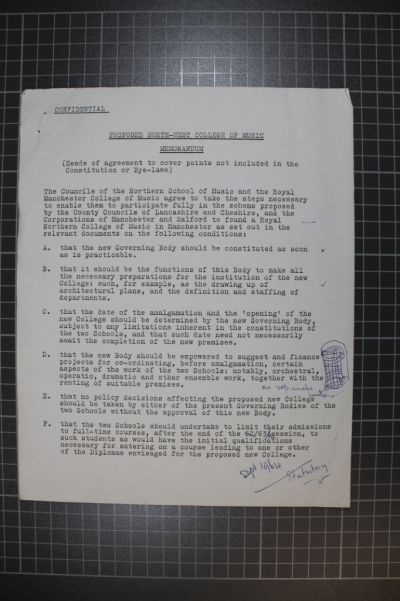 CONFIDENTIAL
PROPOSED NORTH-WEST COLLEGE OF MUSIC
MEMORANDUM
(Heads of agreement to cover points not included in the
Constitution or Bye-laws)
The Councils of the Northern School of Music and the Royal
Manchester College of Music agree to take the steps necessary
to enable them to participate fully in the scheme proposed
by the County Councils of Lancashire and Cheshire, and the
Corporations of Manchester and Salford to found a Royal
Northern College of Music in Manchester as set out in the
relevant documents on the following conditions:
A. that the new Governing Body should be constituted as soon
as is practicable.
B. that it should be the functions of this Body to make all
the necessary preparations for the institution of the new
College: such, for example, as the drawing up of
architectural plans, and the definition and staffing of
departments.
C. that the date of the amalgamation and the 'opening' of the
new College should be determined by the new Governing Body,
subject to any limitations inherent in the constitutions of
the two Schools, and that such date need not necessarily
await the completion of the new premises.
D. that the new Body should be empowered to suggest and finance
projects for co-ordinating, before amalgamation, certain
aspects of the work of the two Schools: notably, orchestral,
operatic, dramatic and other ensemble work, together with the
renting of suitable premises.
E. that no policy decisions affecting the proposed new College
should be taken by either of the present Governing Bodies of the
two Schools without the approval of this new Body.
F. that the two Schools should undertake to limit their admissions
to full-time courses, after the end of the 62/63 session, to
such students as would have the initial qualifications
necessary for entering on a course leading to one or other
of the Diplomas envisaged for the proposed new College.
Statutory